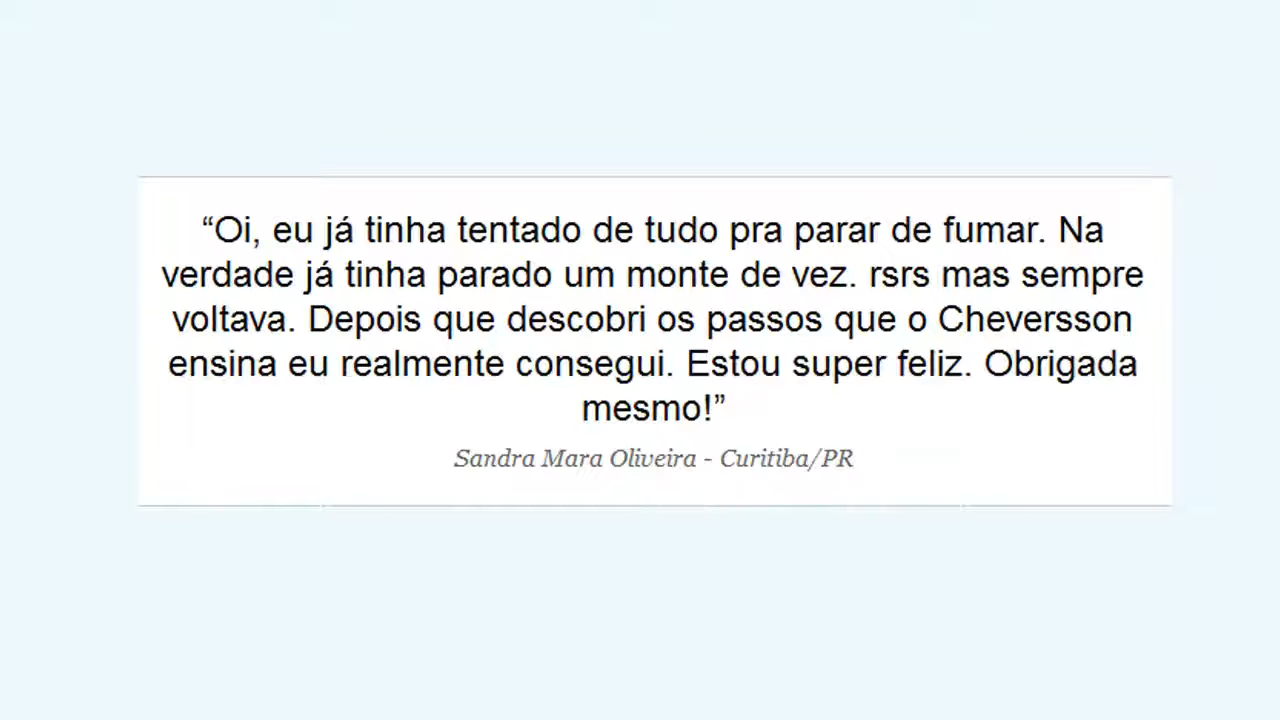 “Oi, eu já tinha tentado de tudo pra parar de fumar. Na
verdade já tinha parado um monte de vez. rsrs mas sempre
voltava. Depois que descobri os passos que o Cheversson
ensina eu realmente consegui. Estou super feliz. Obrigada
mesmo!”
Sandra Mara Oliveira - Curitiba/PR